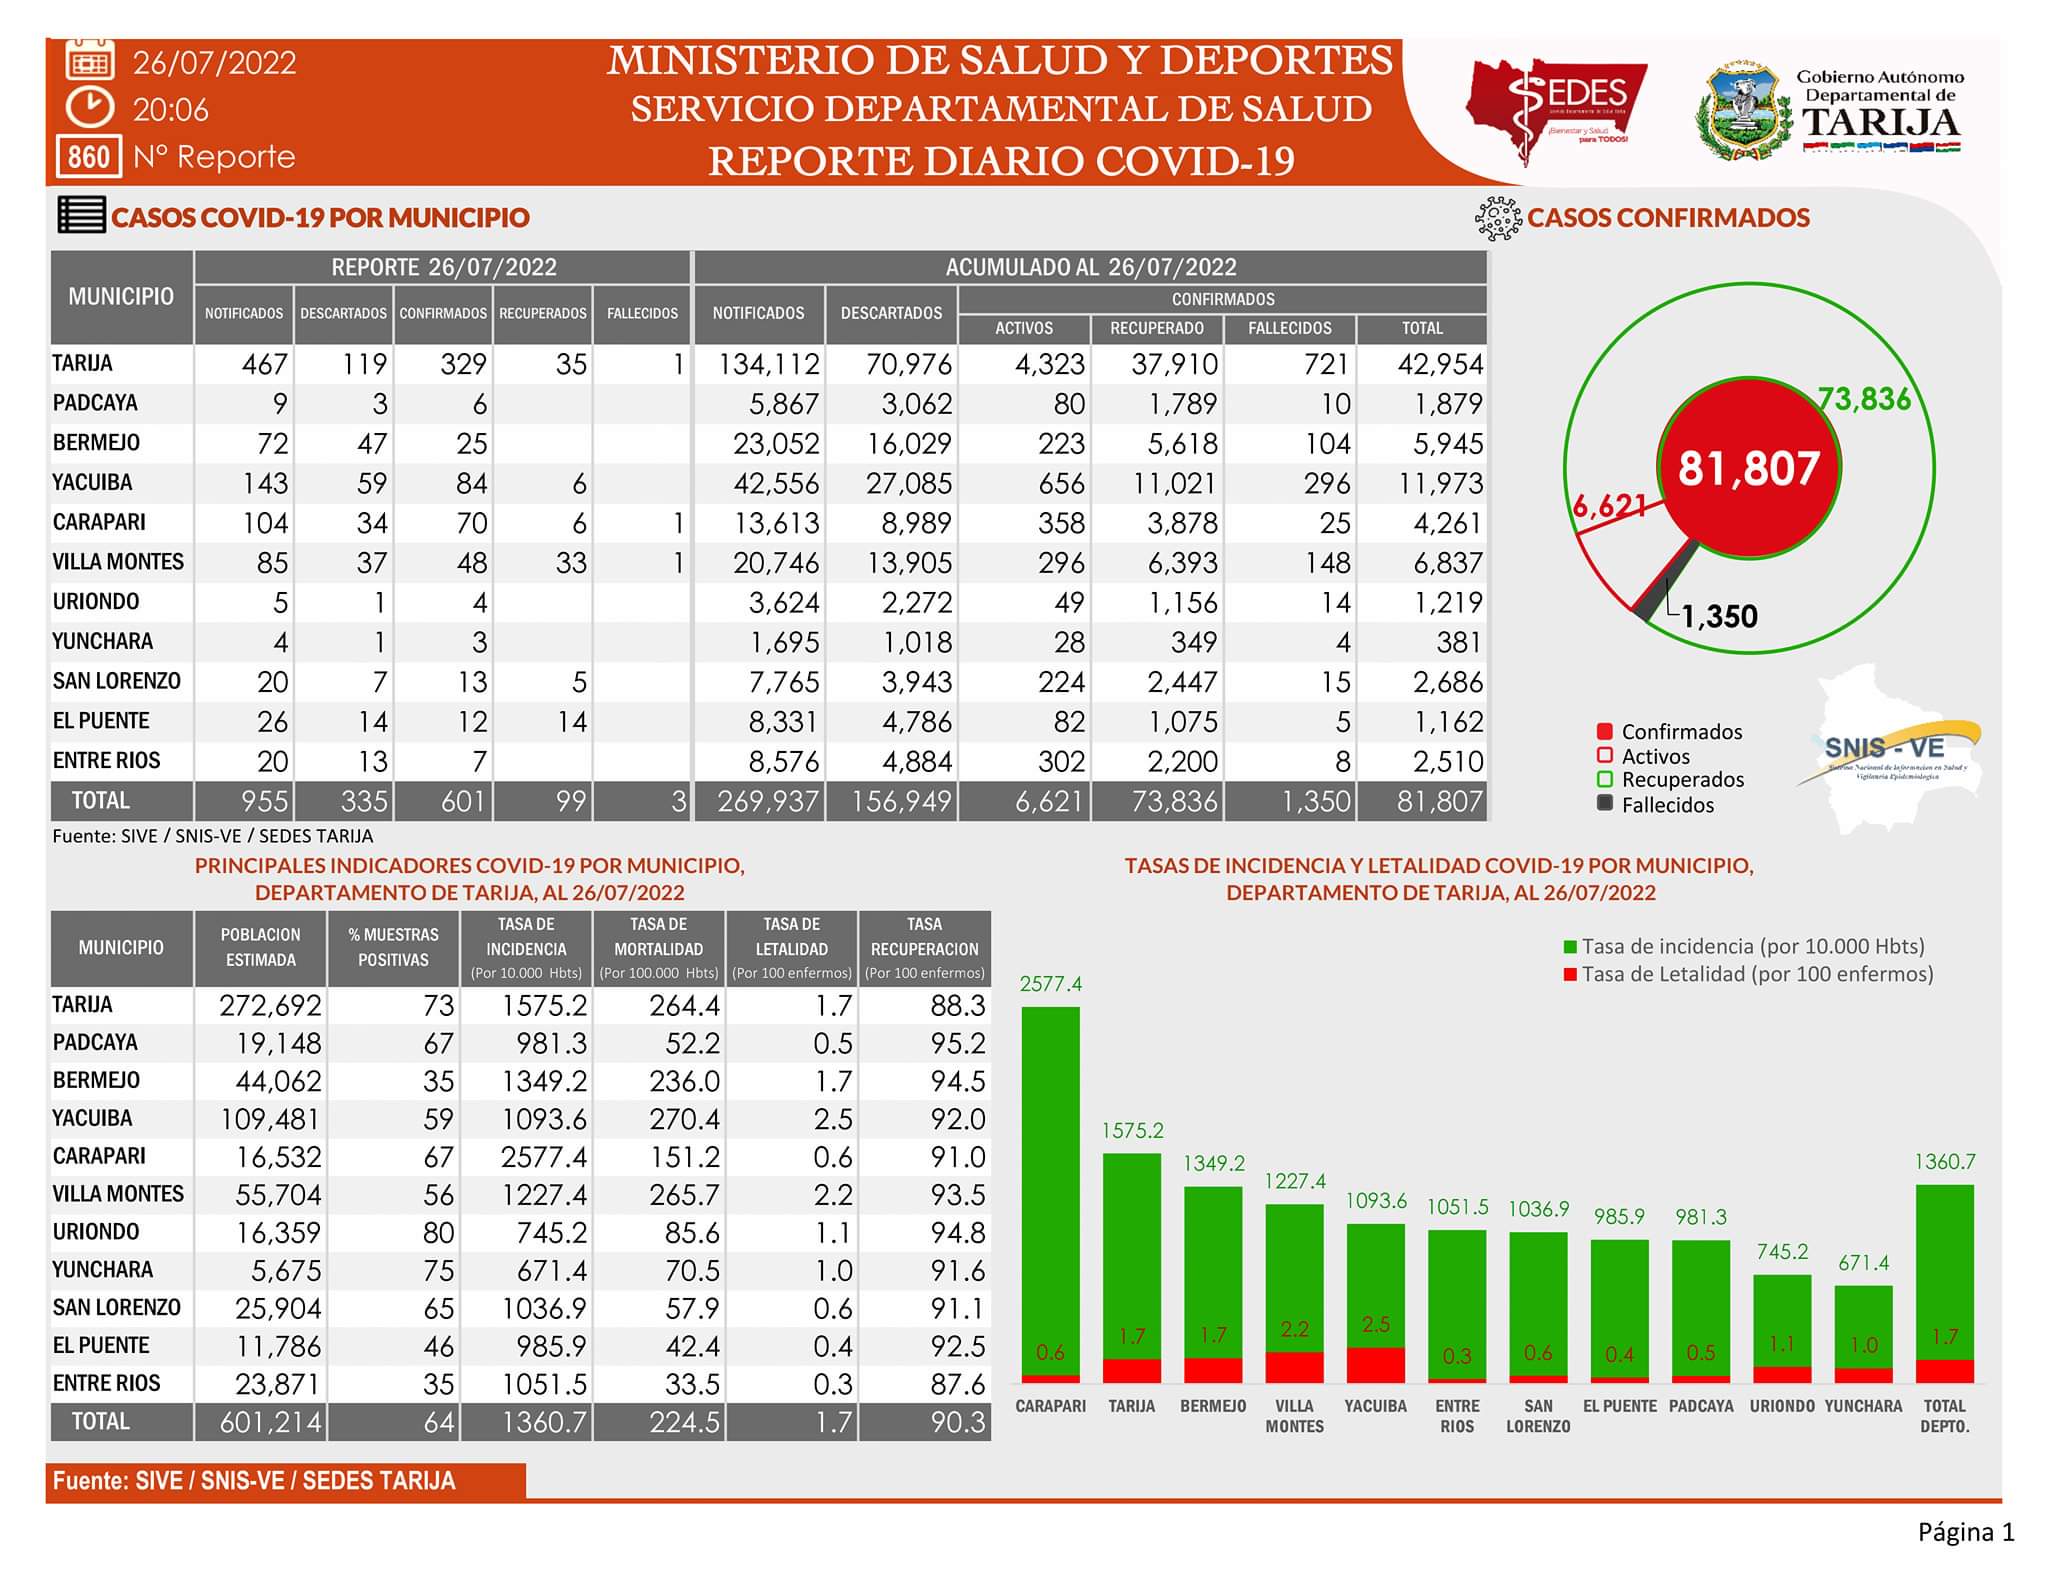 26/07/2022
20:06
860 N° Reporte
MINISTERIO DE SALUD Y DEPORTES
SERVICIO DEPARTAMENTAL DE SALUD
REPORTE DIARIO COVID-19
SEDES
¡Bienestar y Salud
para TODOS!
Gobierno Autónomo
Departamental de
TARIJA
CASOS COVID-19 POR MUNICIPIO
CASOS CONFIRMADOS
MUNICIPIO REPORTE 26/07/2022 ACUMULADO AL 26/07/2022
NOTIFICADOS DESCARTADOS CONFIRMADOS RECUPERADOS FALLECIDOS NOTIFICADOS DESCARTADOS CONFIRMADOS
ACTIVOS RECUPERADO FALLECIDOS TOTAL
TARIJA 467 119 329 35 1 134,112 70,976 4,323 37,910 721 42,954
PADCAYA 9 3 6 5,867 3,062 80 1,789 10 1,879
BERMEJO 72 47 25 23,052 16,029 223 5,618 104 5,945
YACUIBA 143 59 84 6 42,556 27,085 656 11,021 296 11,973
CARAPARI 104 34 70 6 1 13,613 8,989 358 3,878 25 4,261
VILLA MONTES 85 37 48 33 1 20,746 13,905 296 6,393 148 6,837
URIONDO 5 1 4 3,624 2,272 49 1,156 14 1,219
YUNCHARA 4 1 3 1,695 1,018 28 349 4 381
SAN LORENZO 20 7 13 5 7,765 3,943 224 2,447 15 2,686
EL PUENTE 26 14 12 14 8,331 4,786 82 1,075 5 1,162
ENTRE RIOS 20 13 7 8,576 4,884 302 2,200 8 2,510
TOTAL 955 335 601 99 3 269,937 156,949 6,621 73,836 1,350 81,807
Fuente: SIVE / SNIS-VE / SEDES TARIJA
73,836
81,807
6,621
1,350
Confirmados
Activos
Recuperados
Fallecidos
SNIS - VE
Sistema Nacional de Informacion en Salud y
Vigilancia Epidemiologica
PRINCIPALES INDICADORES COVID-19 POR MUNICIPIO,
DEPARTAMENTO DE TARIJA, AL 26/07/2022
MUNICIPIO POBLACION ESTIMADA % MUESTRAS POSITIVAS TASA DE INCIDENCIA (Por 10.000 Hbts) TASA DE MORTALIDAD (Por 100.000 Hbts) TASA DE LETALIDAD (Por 100 enfermos) TASA RECUPERACION (Por 100 enfermos)
TARIJA 272,692 73 1575.2 264.4 1.7 88.3
PADCAYA 19,148 67 981.3 52.2 0.5 95.2
BERMEJO 44,062 35 1349.2 236.0 1.7 94.5
YACUIBA 109,481 59 1093.6 270.4 2.5 92.0
CARAPARI 16,532 67 2577.4 151.2 0.6 91.0
VILLA MONTES 55,704 56 1227.4 265.7 2.2 93.5
URIONDO 16,359 80 745.2 85.6 1.1 94.8
YUNCHARA 5,675 75 671.4 70.5 1.0 91.6
SAN LORENZO 25,904 65 1036.9 57.9 0.6 91.1
EL PUENTE 11,786 46 985.9 42.4 0.4 92.5
ENTRE RIOS 23,871 35 1051.5 33.5 0.3 87.6
TOTAL 601,214 64 1360.7 224.5 1.7 90.3
TASAS DE INCIDENCIA Y LETALIDAD COVID-19 POR MUNICIPIO,
DEPARTAMENTO DE TARIJA, AL 26/07/2022
Tasa de incidencia (por 10.000 Hbts)
Tasa de Letalidad (por 100 enfermos)
2577.4 1575.2 1349.2 1227.4 1093.6 1051.5 1036.9 985.9 981.3 745.2 671.4 1360.7
0.6 1.7 1.7 2.2 2.5 0.3 0.6 0.4 0.5 1.1 1.0 1.7
CARAPARI TARIJA BERMEJO VILLA YACUIBA ENTRE SAN EL PUENTE PADCAYA URIONDO YUNCHARA TOTAL
MONTES RIOS LORENZO DEPTO.
Fuente: SIVE / SNIS-VE / SEDES TARIJA
Página 1